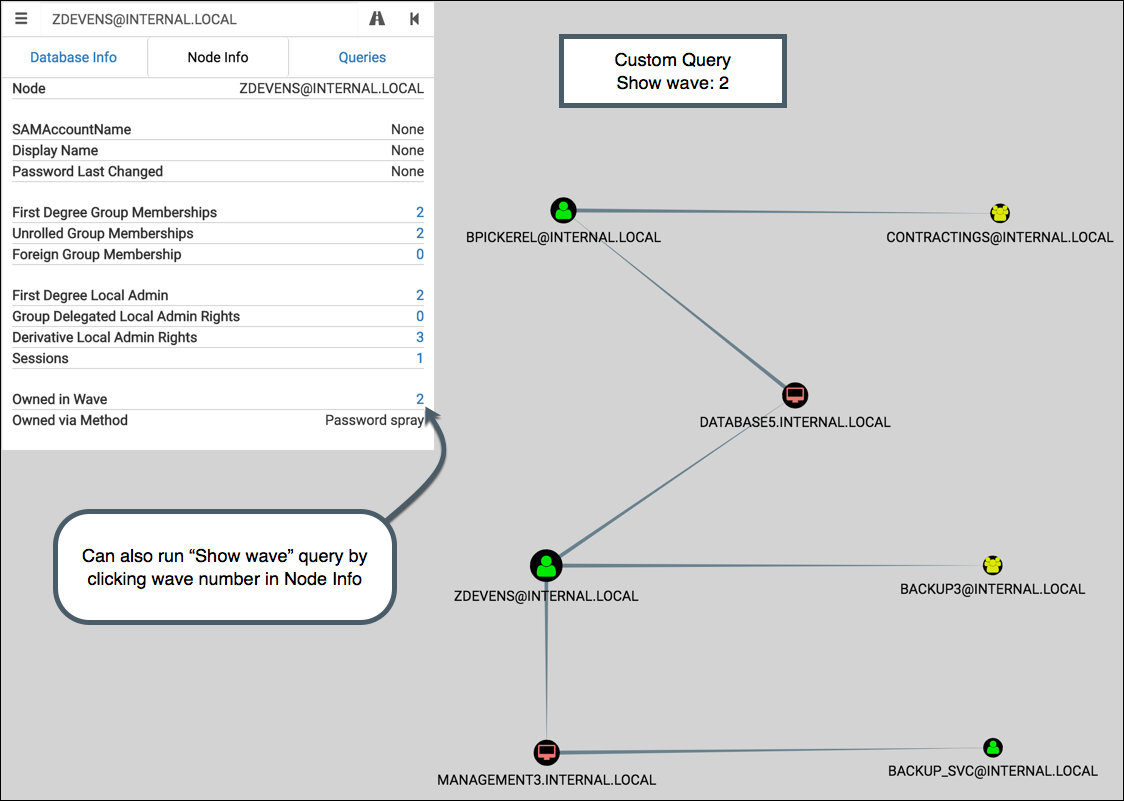 ZDEVENS@INTERNAL.LOCAL
Database Info Node Info Queries
Node ZDEVENS@INTERNAL.LOCAL
SAMAccountName None
Display Name None
Password Last Changed None
First Degree Group Memberships 2
Unrolled Group Memberships 2
Foreign Group Membership 0
First Degree Local Admin 2
Group Delegated Local Admin Rights 0
Derivative Local Admin Rights 3
Sessions 1
Owned in Wave 2
Owned via Method Password spray
Can also run “Show wave” query by
clicking wave number in Node Info
Custom Query
Show wave: 2
BPICKEREL@INTERNAL.LOCAL
CONTRACTINGS@INTERNAL.LOCAL
DATABASE5.INTERNAL.LOCAL
ZDEVENS@INTERNAL.LOCAL
BACKUP3@INTERNAL.LOCAL
MANAGEMENT3.INTERNAL.LOCAL
BACKUP_SVC@INTERNAL.LOCAL